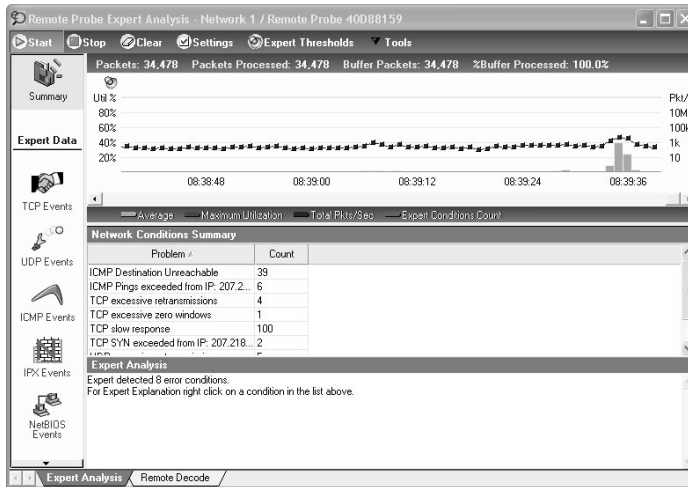 Remote Probe Expert Analysis - Network 1 / Remote Probe 40D88159
Start Stop Clear Settings Expert Thresholds Tools
Packets: 34,478 Packets Processed: 34,478 Buffer Packets: 34,478 %Buffer Processed: 100.0%
Summary
Expert Data
TCP Events
UDP Events
ICMP Events
IPX Events
NetBIOS
Events
Util % Pkt/
80% 10M
60% 100k
40% 1k
20% 10
08:38:48 08:39:00 08:39:12 08:39:24 08:39:36
Average Maximum Utilization Total Pkts/Sec Expert Conditions Count
Network Conditions Summary
Problem Count
ICMP Destination Unreachable 39
ICMP Pings exceeded from IP: 207.2... 6
TCP excessive retransmissions 4
TCP excessive zero windows 1
TCP slow response 100
TCP SYN exceeded from IP: 207.218... 2
Expert Analysis
Expert detected 8 error conditions.
For Expert Explanation right click on a condition in the list above.
Expert Analysis Remote Decode